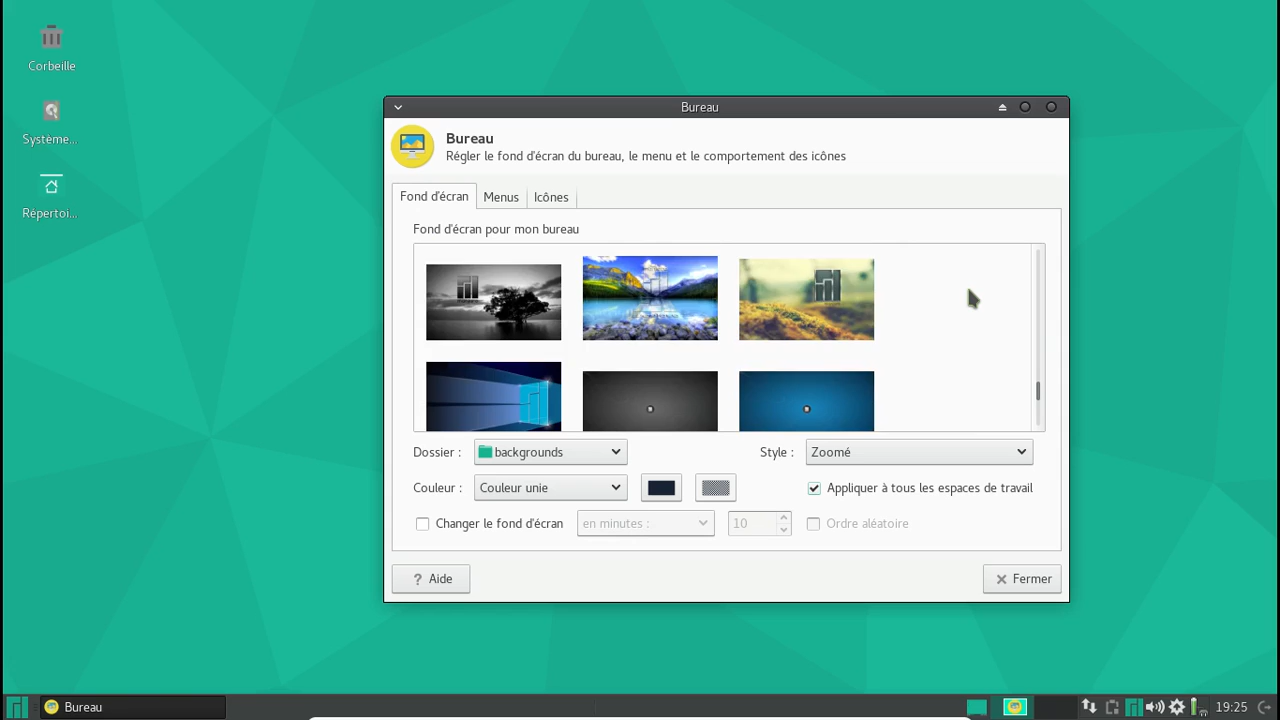 Corbeille
Système...
Répertoi...
Bureau
Bureau
Régler le fond d'écran du bureau, le menu et le comportement des icônes
Fond d'écran
Menus
Icônes
Fond d'écran pour mon bureau
Dossier :
backgrounds
Style :
Zoomé
Couleur :
Couleur unie
Appliquer à tous les espaces de travail
Changer le fond d'écran
en minutes :
10
Ordre aléatoire
? Aide
Fermer
Bureau
19:25